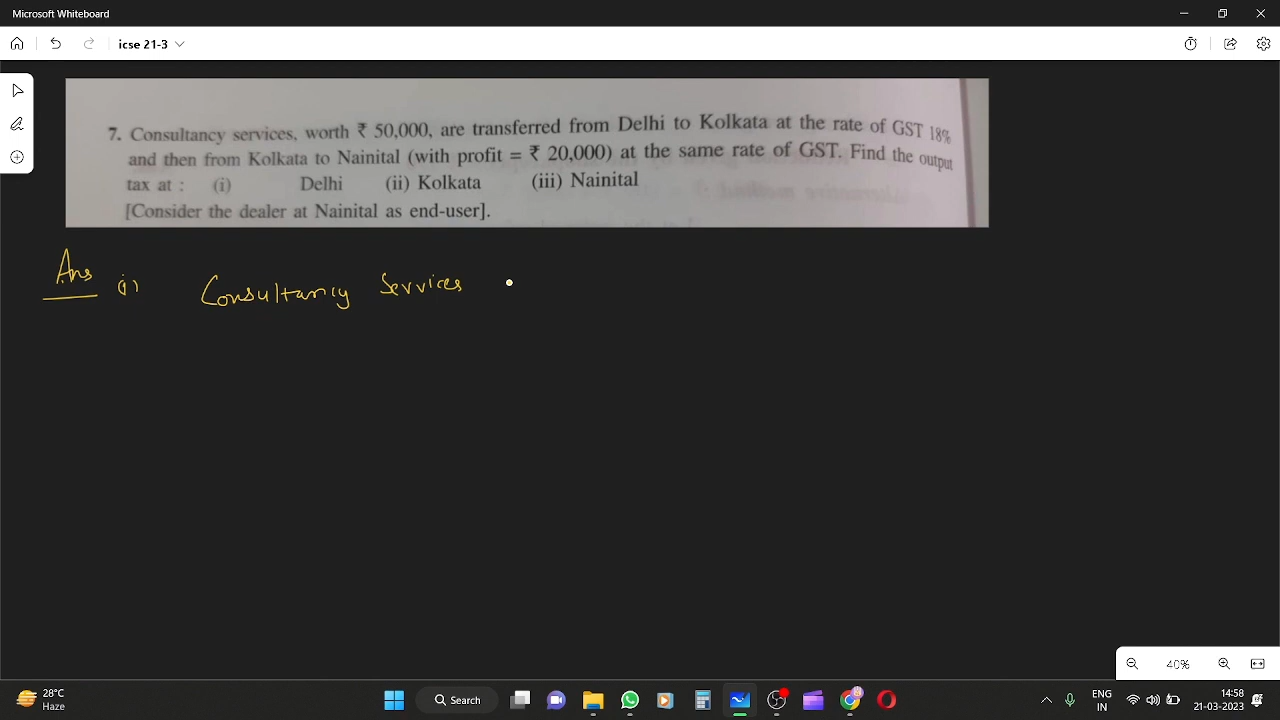 Microsoft Whiteboard
icse 21-3
7. Consultancy services, worth ₹ 50,000, are transferred from Delhi to Kolkata at the rate of GST 18%
and then from Kolkata to Nainital (with profit = ₹ 20,000) at the same rate of GST. Find the output
tax at : (i) Delhi (ii) Kolkata (iii) Nainital
[Consider the dealer at Nainital as end-user].
Ans (i) Consultancy Services
40%
28°C
Haze
Search
ENG
IN
14:58
21-03-2023